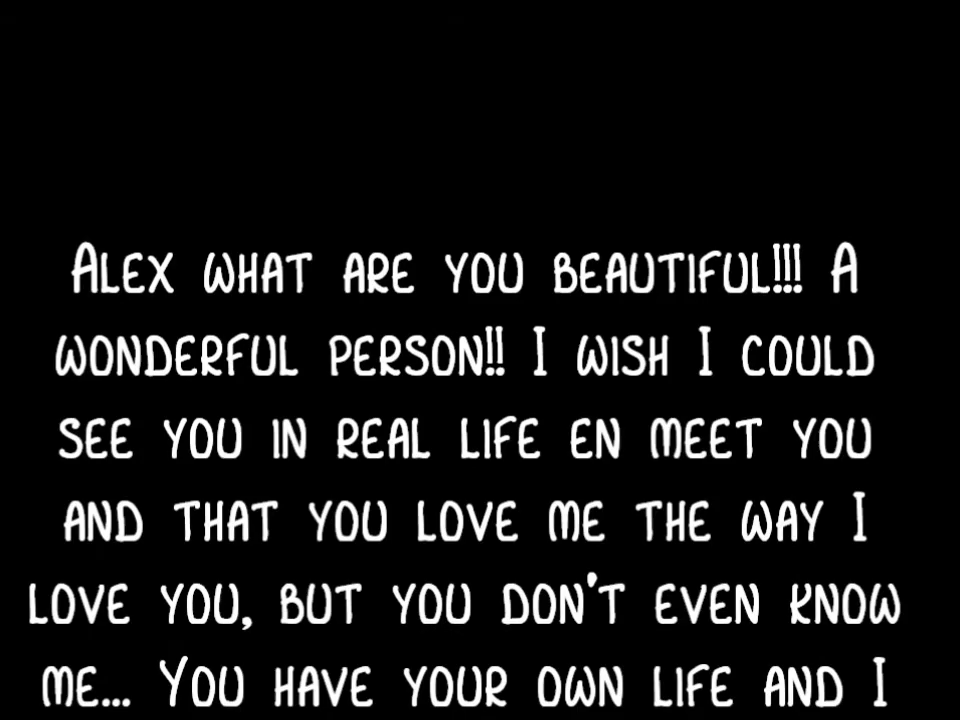 Alex what are you beautiful!!! A
wonderful person!! I wish I could
see you in real life en meet you
and that you love me the way I
love you, but you don't even know
me... You have your own life and I